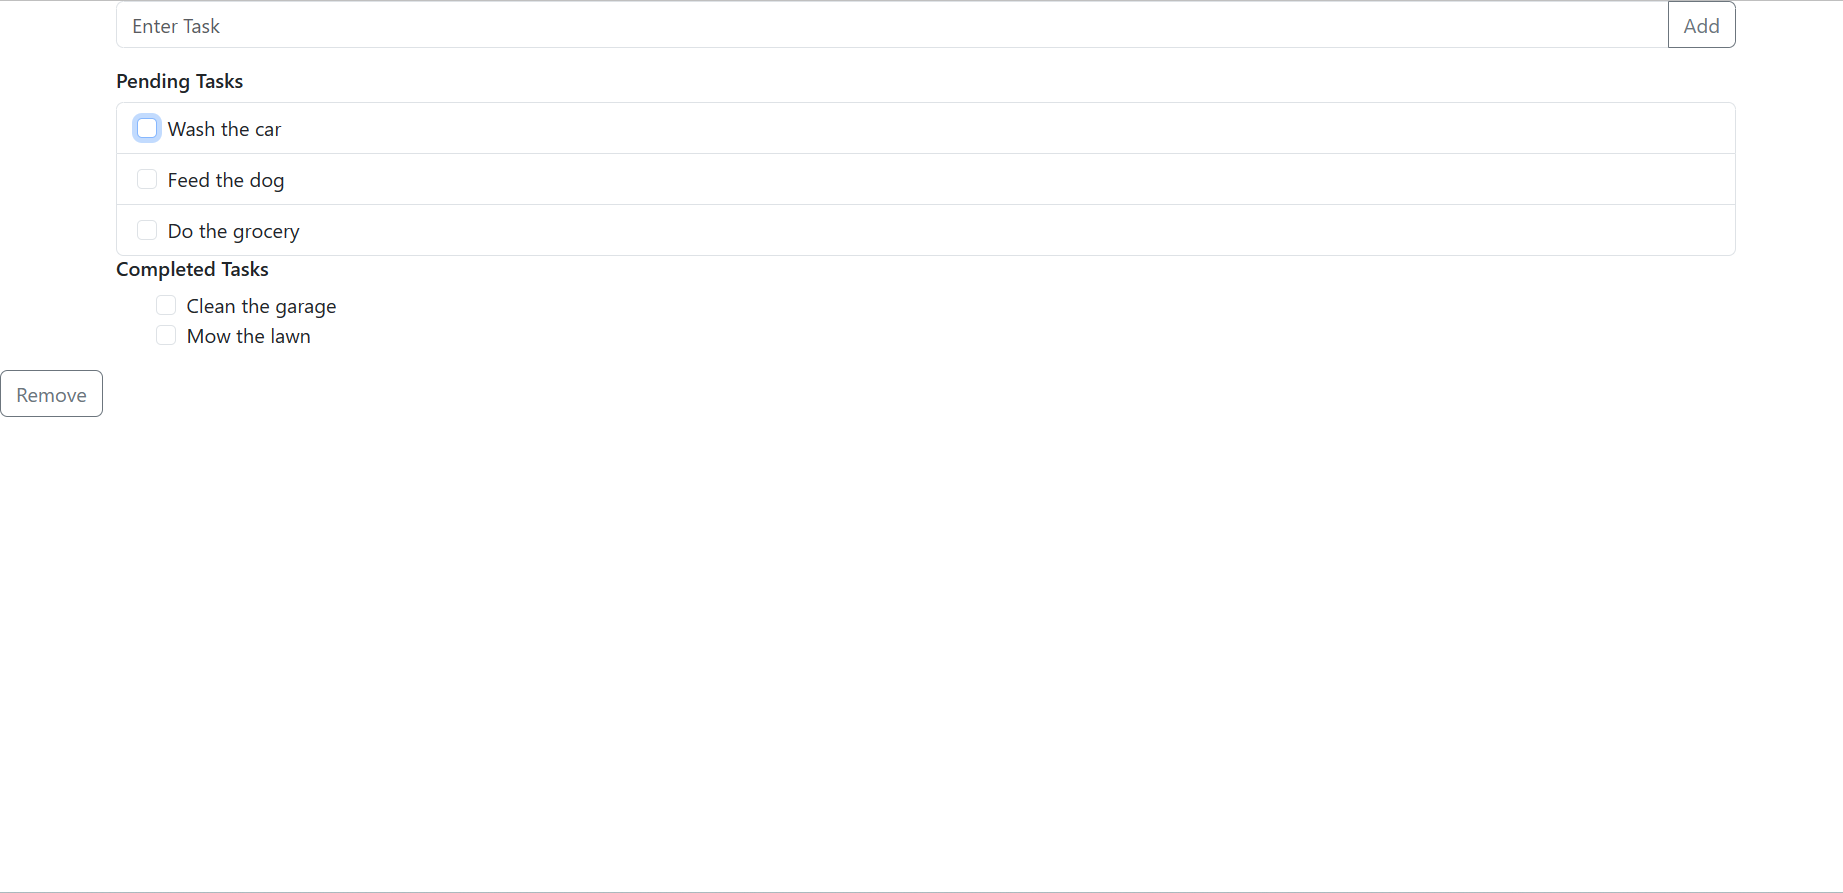 Enter Task
Add
Pending Tasks
Wash the car
Feed the dog
Do the grocery
Completed Tasks
Clean the garage
Mow the lawn
Remove